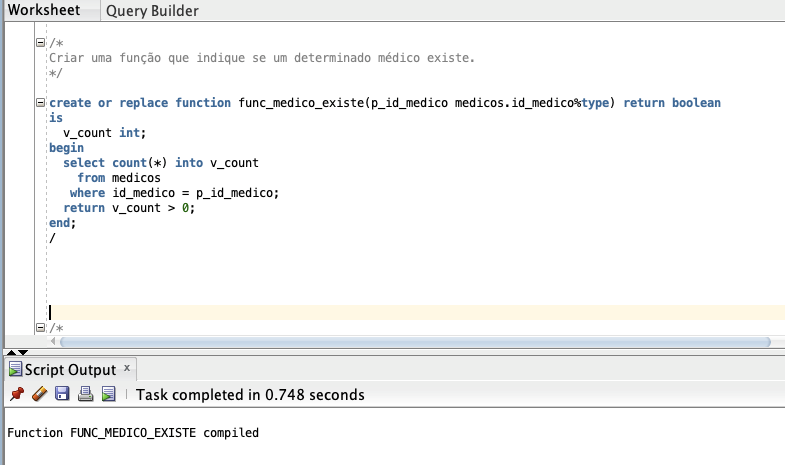 Worksheet Query Builder
/*
Criar uma função que indique se um determinado médico existe.
*/
create or replace function func_medico_existe(p_id_medico medicos.id_medico%type) return boolean
is
v_count int;
begin
select count(*) into v_count
from medicos
where id_medico = p_id_medico;
return v_count > 0;
end;
/
/*
Script Output x
Task completed in 0.748 seconds
Function FUNC_MEDICO_EXISTE compiled